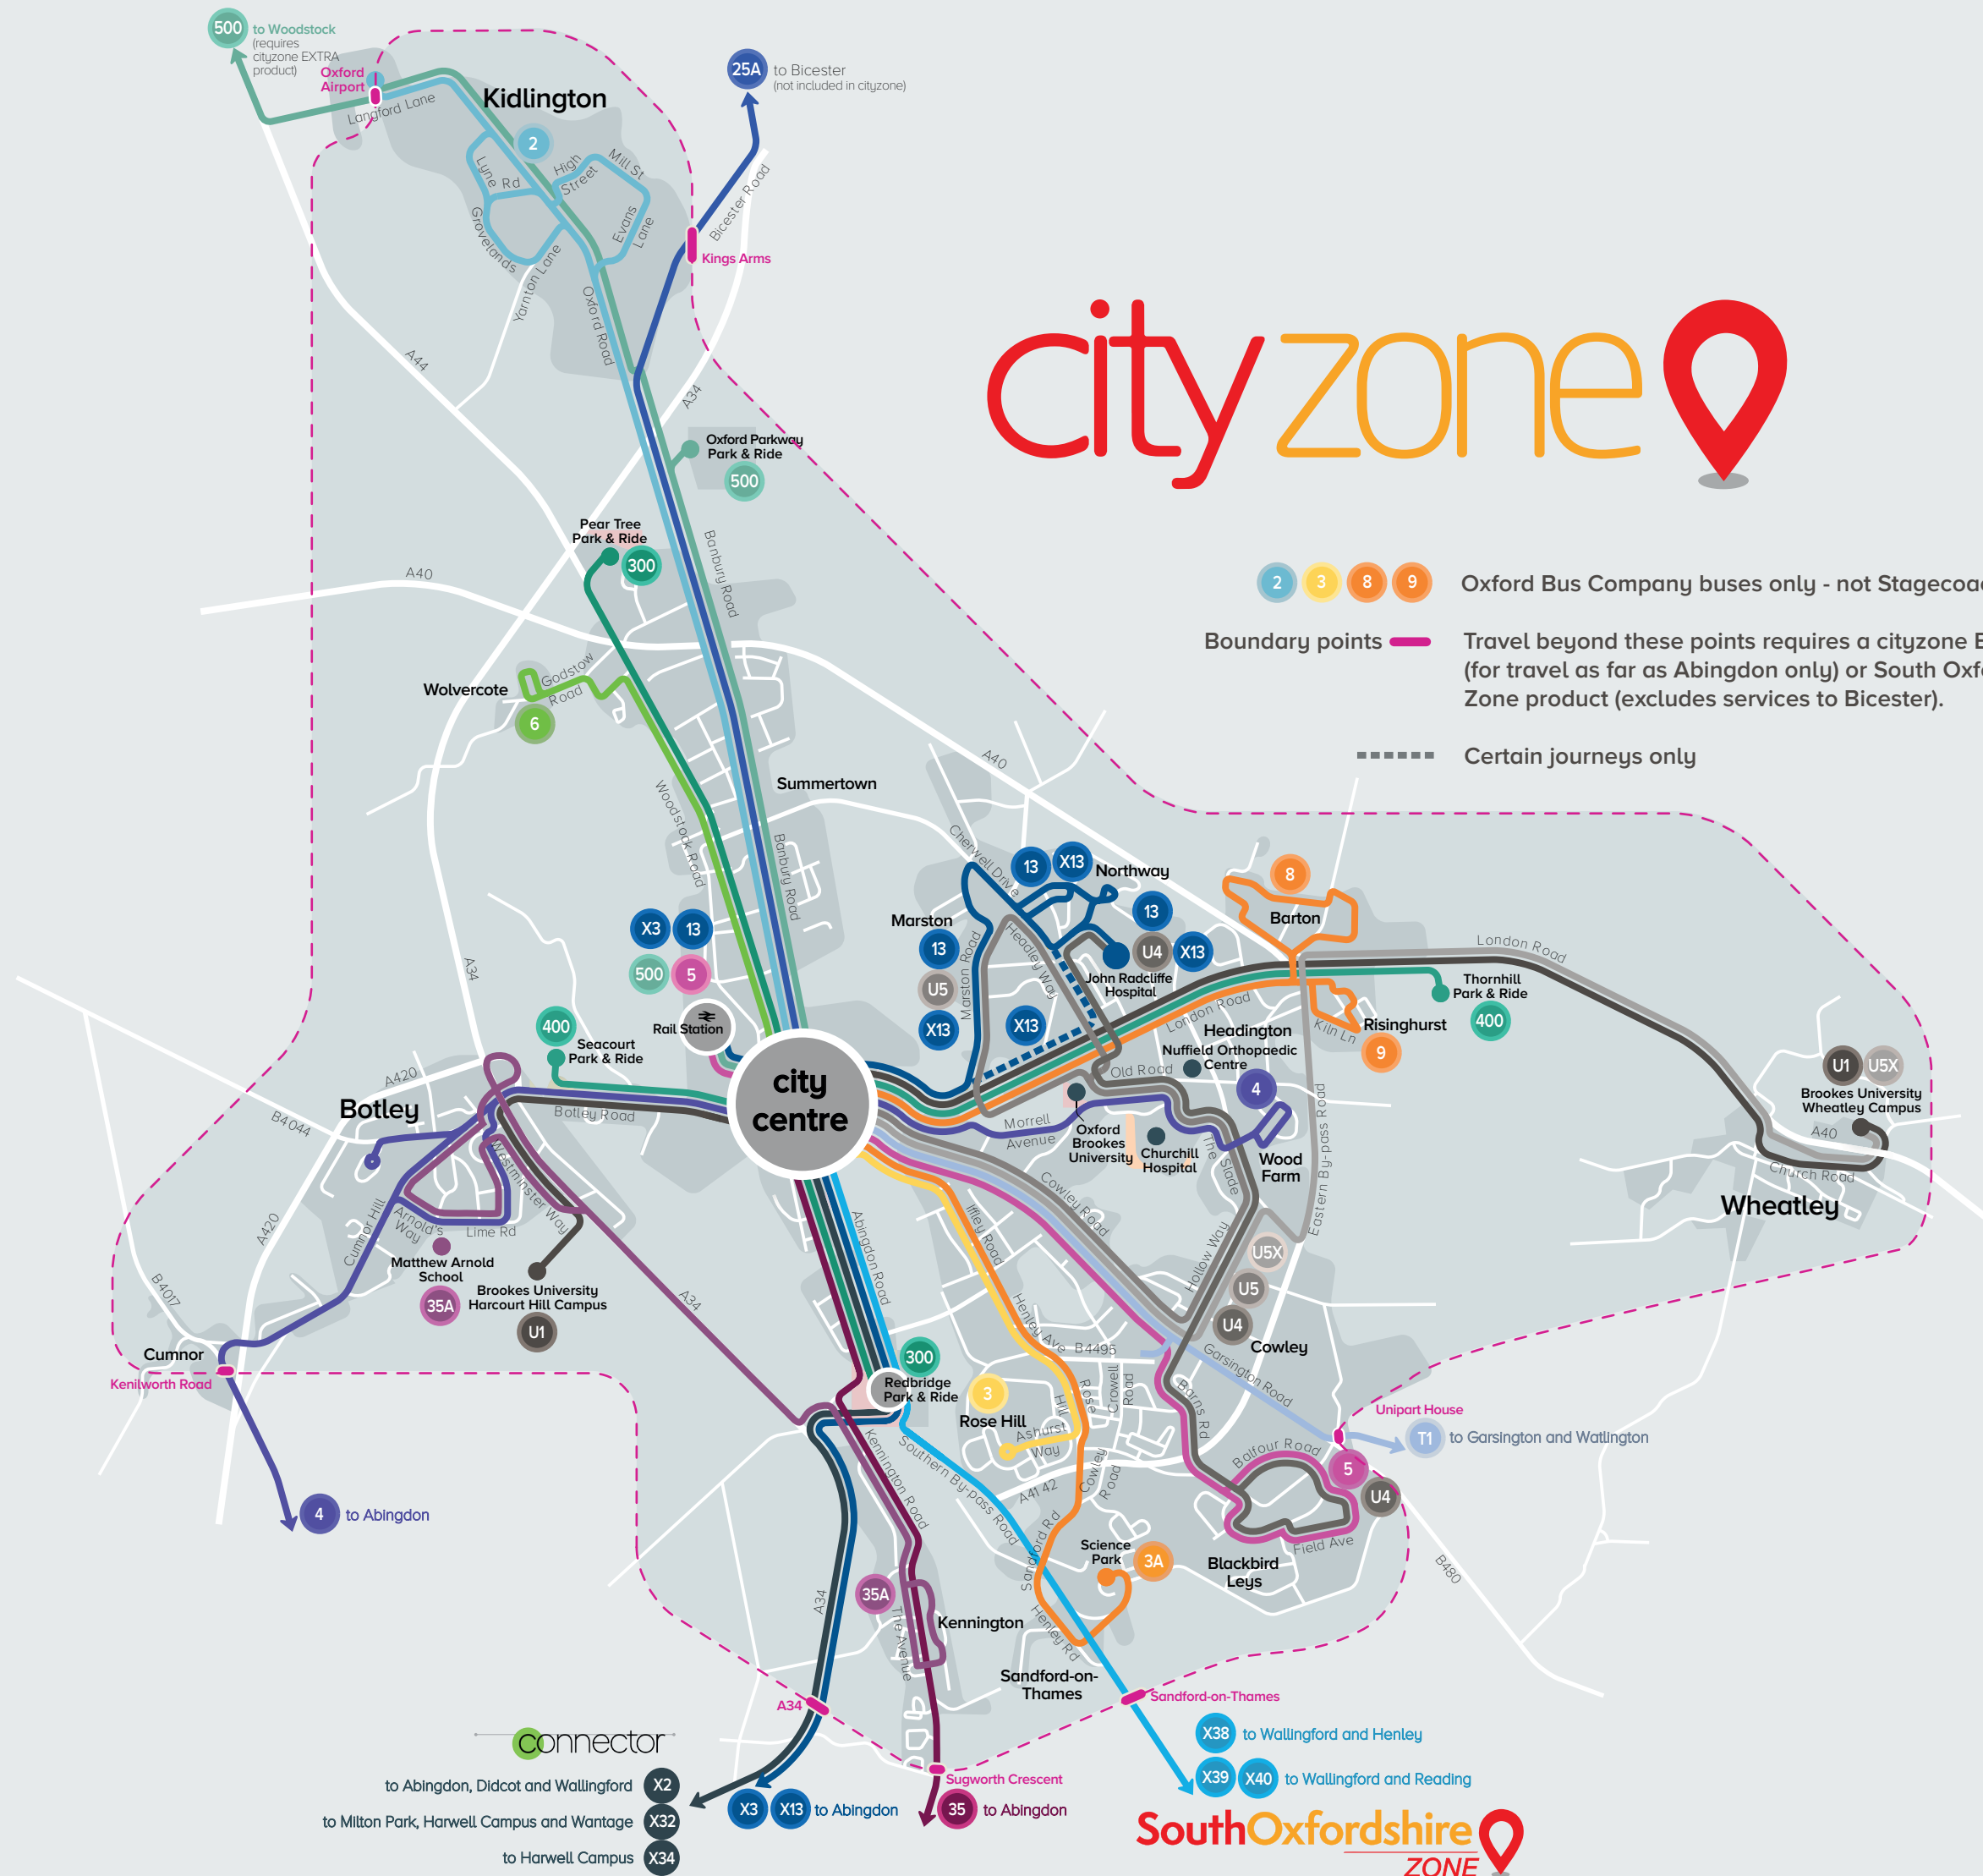 500
to Woodstock
(requires
cityzone EXTRA
product)
Oxford
Airport
Langford Lane
Kidlington
2
25A
to Bicester
(not included in cityzone)
Lyne Rd
High
Street
Mill St
Evans
Lane
Grovelands
Yarnton Lane
Oxford Road
Bicester Road
Kings Arms
A44
A34
cityzone
Oxford Parkway
Park & Ride
500
Pear Tree
Park & Ride
300
Banbury Road
A40
2
3
8
9
Oxford Bus Company buses only - not
Boundary points
Travel beyond these points requires a cityzone
(for travel as far as Abingdon only) or South
Zone product (excludes services to Bicester).
Certain journeys only
Wolvercote
Godstow
Road
6
Summertown
A40
Woodstock Road
Banbury Road
Cherwell Drive
13
X13
Northway
8
Barton
Marston
13
U5
X13
Marston Road
Headley Way
13
U4
X13
John Radcliffe
Hospital
X13
London Road
London Road
Thornhill
Park & Ride
400
X3
13
500
5
Rail Station
A34
400
Seacourt
Park & Ride
Headington
Kiln Ln
Risinghurst
9
Nuffield Orthopaedic
Centre
Old Road
4
city
centre
U1
U5X
Brookes University
Wheatley Campus
A40
Church Road
Wheatley
A420
Botley
B4044
Botley Road
Morrell
Avenue
Oxford
Brookes
University
Churchill
Hospital
The Slade
Wood
Farm
Eastern By-pass Road
Westminster Way
Cumnor Hill
Arnold's
Way
Lime Rd
A420
B4017
Matthew Arnold
School
35A
Brookes University
Harcourt Hill Campus
U1
A34
Abingdon Road
Iffley Road
Cowley Road
Hollow Way
U5X
U5
U4
Cowley
Cumnor
Kenilworth Road
Henley Ave
B4495
Garsington Road
300
Redbridge
Park & Ride
3
Rose Hill
Ashurst
Way
Rose
Hill
Crowell
Road
Barns Rd
Unipart House
T1
to Garsington and Watlington
Balfour Road
5
U4
Field Ave
Blackbird
Leys
B480
Kennington Road
Southern By-pass Road
A4142
Cowley
Road
Sandford Rd
Science
Park
3A
Henley Rd
4
to Abingdon
A34
35A
The Avenue
Kennington
Sandford-on-
Thames
A34
Sandford-on-Thames
connector
to Abingdon, Didcot and Wallingford
X2
to Milton Park, Harwell Campus and Wantage
X32
to Harwell Campus
X34
X3
X13
to Abingdon
Sugworth Crescent
35
to Abingdon
X38
to Wallingford and Henley
X39
X40
to Wallingford and Reading
SouthOxfordshire
ZONE